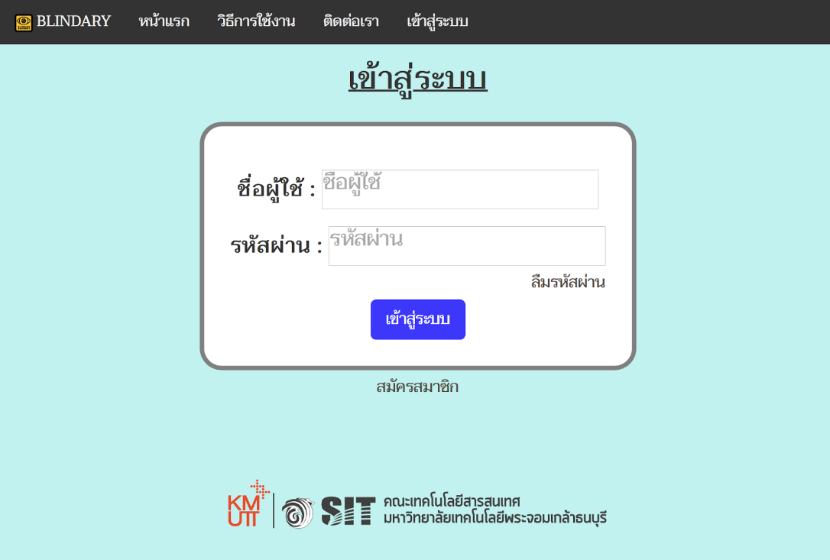 BLINDARY หน้าแรก วิธีการใช้งาน ติดต่อเรา เข้าสู่ระบบ
เข้าสู่ระบบ
ชื่อผู้ใช้ : ชื่อผู้ใช้
รหัสผ่าน : รหัสผ่าน
ลืมรหัสผ่าน
เข้าสู่ระบบ
สมัครสมาชิก
KMUTT SIT คณะเทคโนโลยีสารสนเทศ
มหาวิทยาลัยเทคโนโลยีพระจอมเกล้าธนบุรี